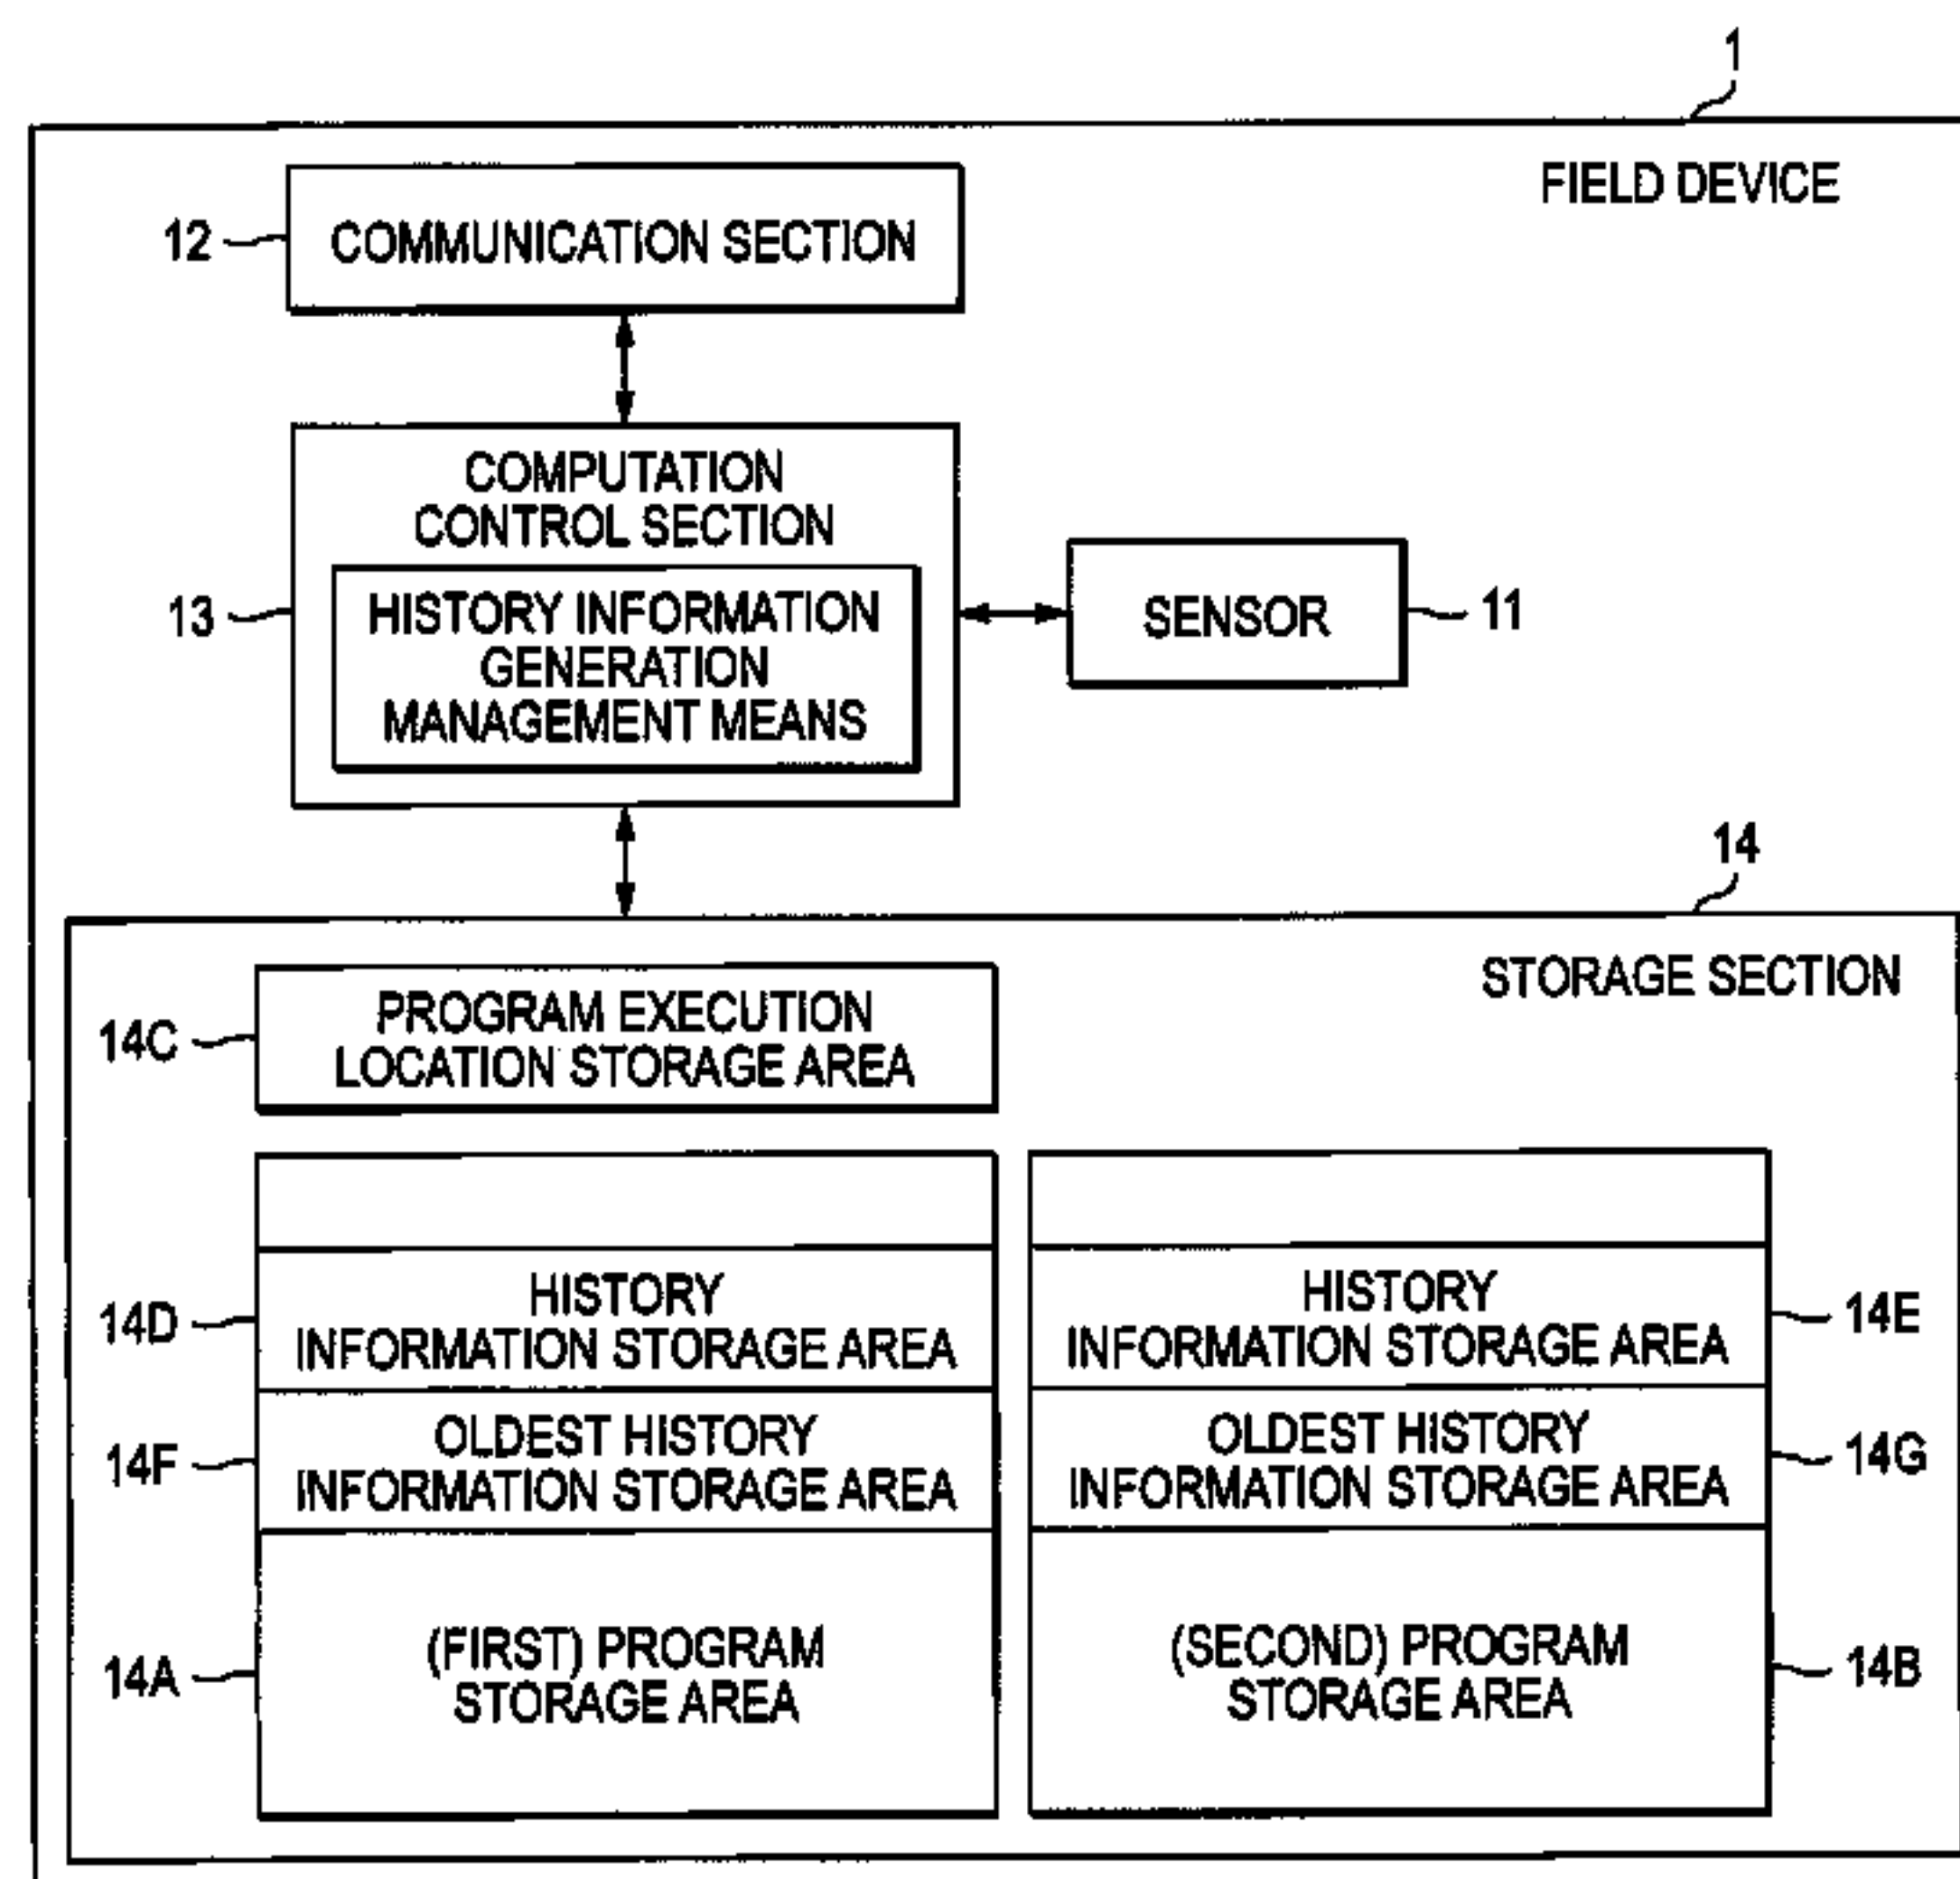 1
FIELD DEVICE
12
COMMUNICATION SECTION
COMPUTATION
CONTROL SECTION
13
HISTORY INFORMATION
GENERATION
MANAGEMENT MEANS
SENSOR
11
14
STORAGE SECTION
14C
PROGRAM EXECUTION
LOCATION STORAGE AREA
14D
HISTORY
INFORMATION STORAGE AREA
HISTORY
INFORMATION STORAGE AREA
14E
14F
OLDEST HISTORY
INFORMATION STORAGE AREA
OLDEST HISTORY
INFORMATION STORAGE AREA
14G
14A
(FIRST) PROGRAM
STORAGE AREA
(SECOND) PROGRAM
STORAGE AREA
14B